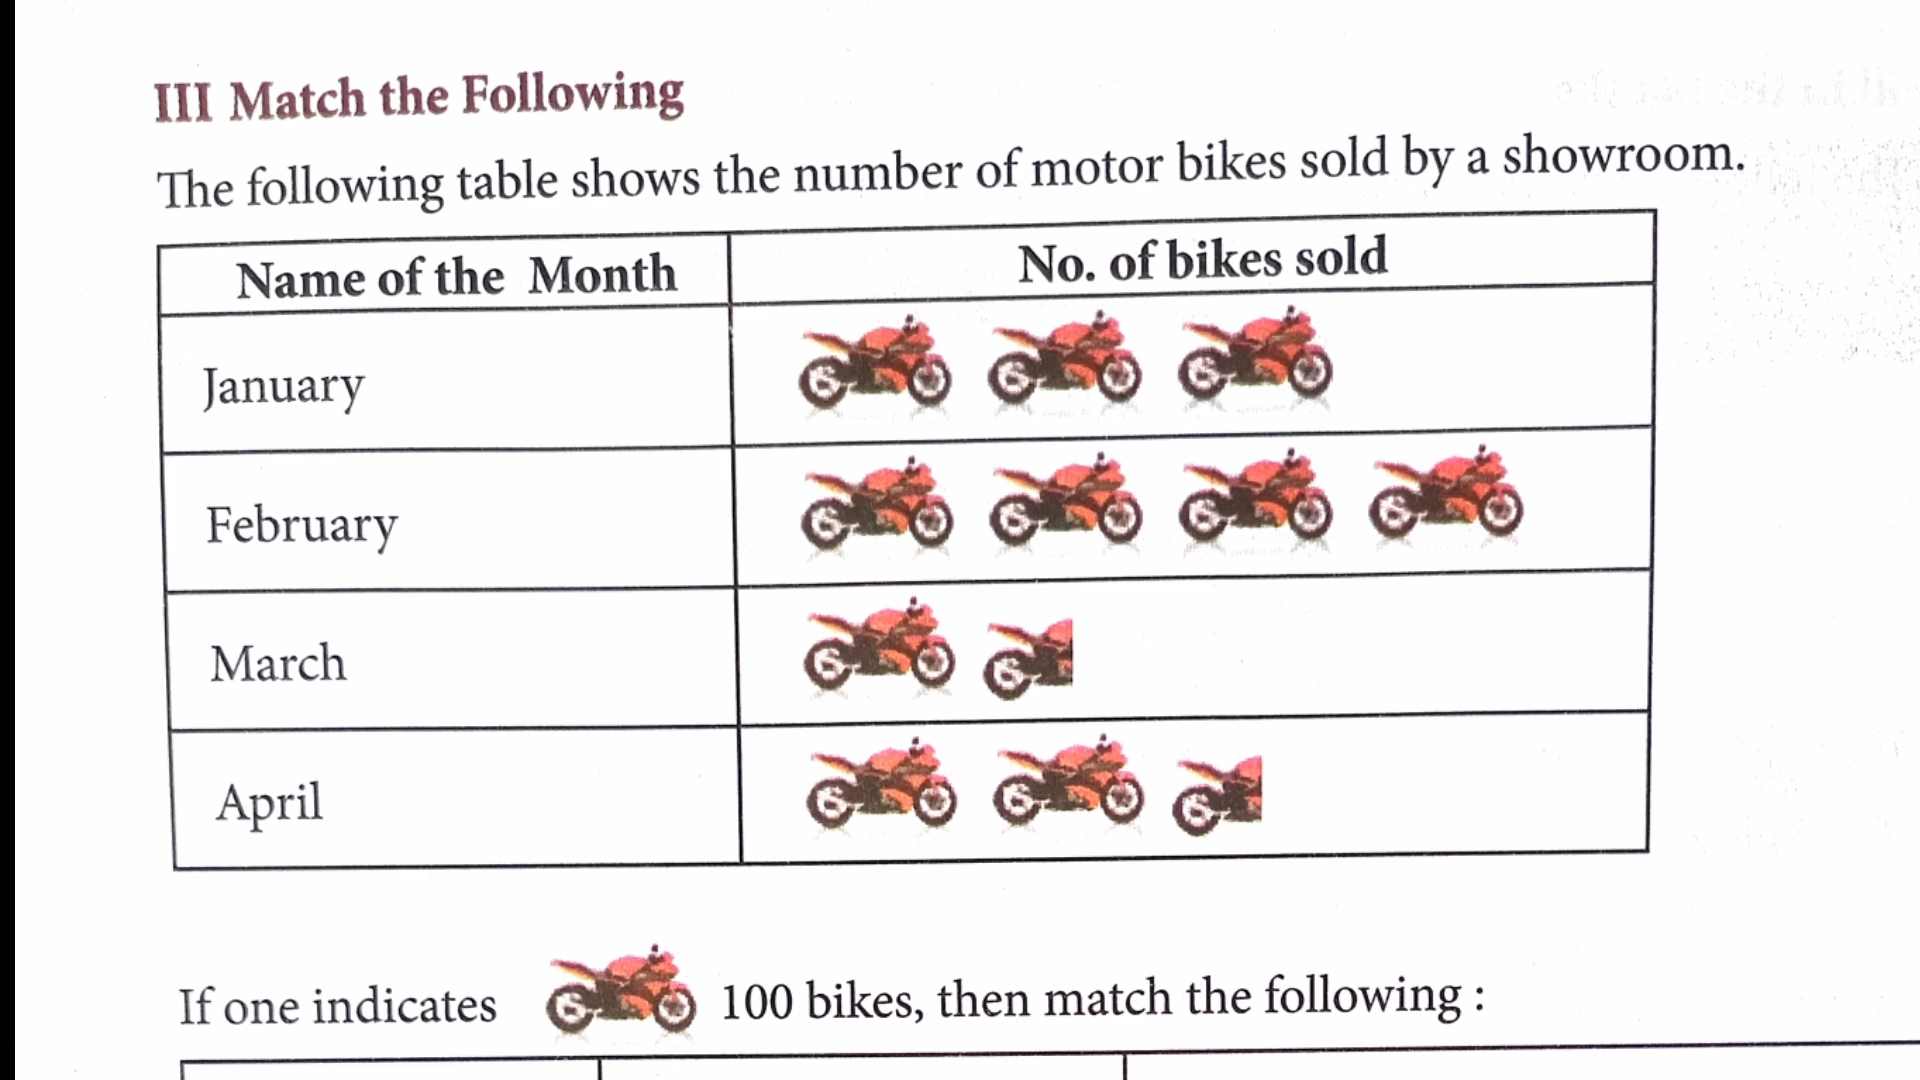 III Match the Following
The following table shows the number of motor bikes sold by a showroom.
Name of the Month No. of bikes sold
January
February
March
April
If one indicates 100 bikes, then match the following :